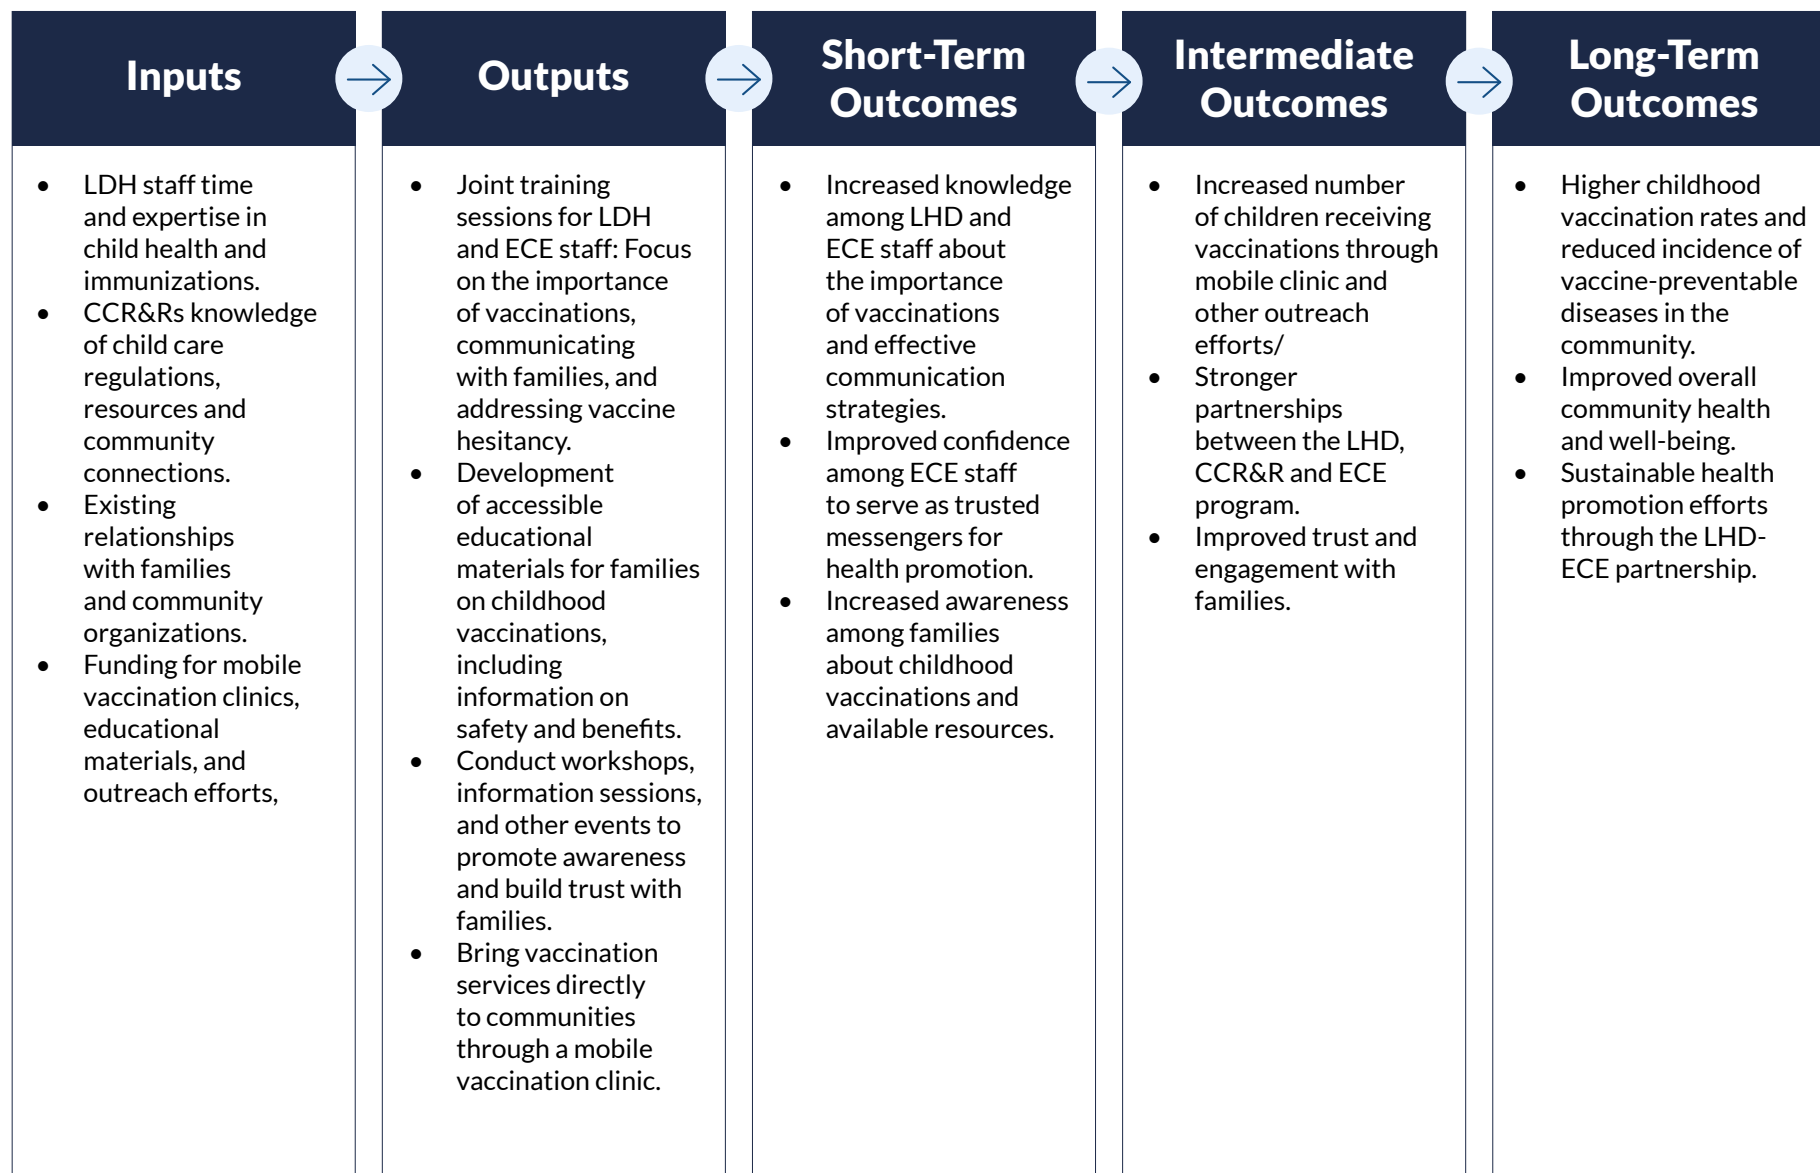 Inputs
LDH staff time
and expertise in
child health and
immunizations.
CCR&Rs knowledge
of child care
regulations,
resources and
community
connections.
Existing
relationships
with families
and community
organizations.
Funding for mobile
vaccination clinics,
educational
materials, and
outreach efforts,
Outputs
Joint training
sessions for LDH
and ECE staff: Focus
on the importance
of vaccinations,
communicating
with families, and
addressing vaccine
hesitancy.
Development
of accessible
educational
materials for families
on childhood
vaccinations,
including
information on
safety and benefits.
Conduct workshops,
information sessions,
and other events to
promote awareness
and build trust with
families.
Bring vaccination
services directly
to communities
through a mobile
vaccination clinic.
Short-Term
Outcomes
Increased knowledge
among LHD and
ECE staff about
the importance
of vaccinations
and effective
communication
strategies.
Improved confidence
among ECE staff
to serve as trusted
messengers for
health promotion.
Increased awareness
among families
about childhood
vaccinations and
available resources.
Intermediate
Outcomes
Increased number
of children receiving
vaccinations through
mobile clinic and
other outreach
efforts/
Stronger
partnerships
between the LHD,
CCR&R and ECE
program.
Improved trust and
engagement with
families.
Long-Term
Outcomes
Higher childhood
vaccination rates and
reduced incidence of
vaccine-preventable
diseases in the
community.
Improved overall
community health
and well-being.
Sustainable health
promotion efforts
through the LHD-
ECE partnership.